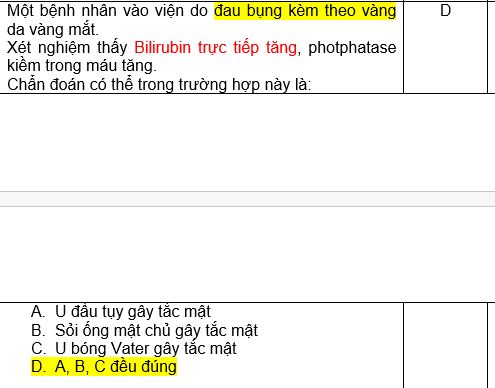 Một bệnh nhân vào viện do đau bụng kèm theo vàng
D
da vàng mắt.
Xét nghiệm thấy Bilirubin trực tiếp tăng, photphatase
kiềm trong máu tăng.
Chẩn đoán có thể trong trường hợp này là:
A. U đầu tụy gây tắc mật
B. Sỏi ống mật chủ gây tắc mật
C. U bóng Vater gây tắc mật
D. A, B, C đều đúng